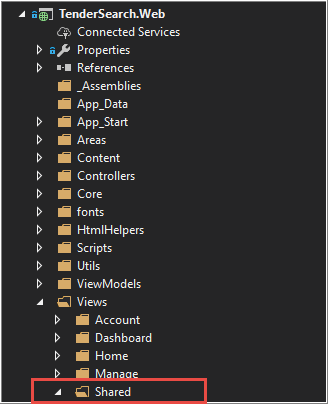 TenderSearch.Web
Connected Services
Properties
References
_Assemblies
App_Data
App_Start
Areas
Content
Controllers
Core
fonts
HtmlHelpers
Scripts
Utils
ViewModels
Views
Account
Dashboard
Home
Manage
Shared